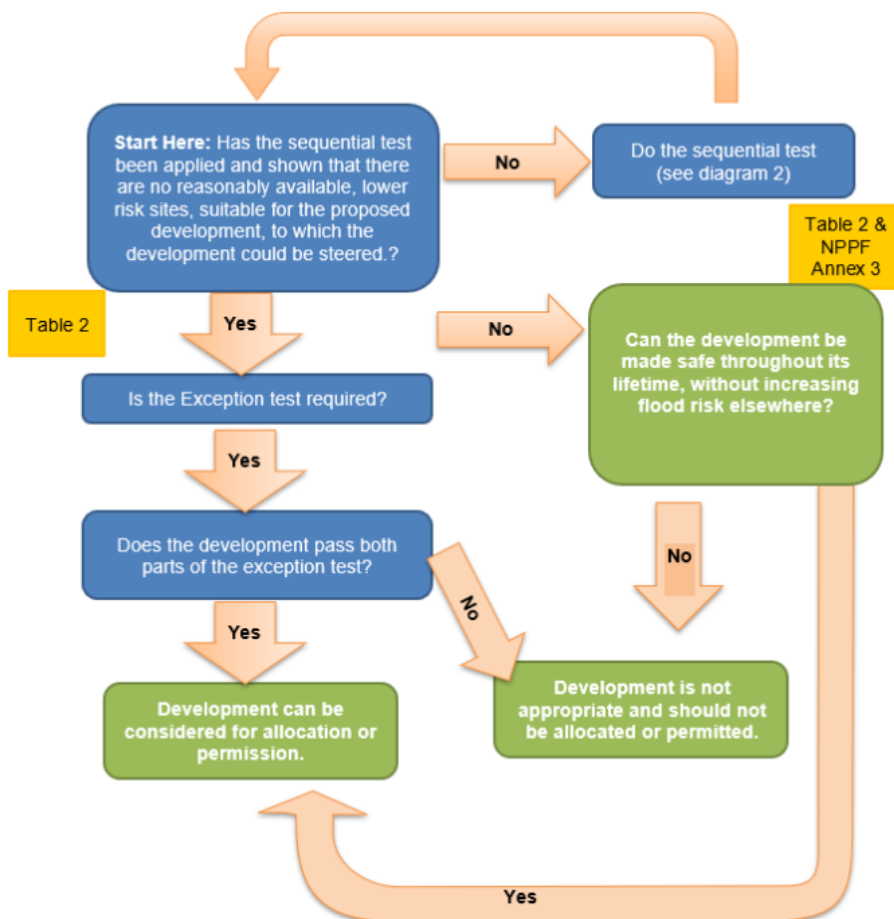 Start Here: Has the sequential test
been applied and shown that there
are no reasonably available, lower
risk sites, suitable for the proposed
development, to which the
development could be steered.?
No
Do the sequential test
(see diagram 2)
Table 2 &
NPPF
Annex 3
Table 2
Yes
No
Can the development be
made safe throughout its
lifetime, without increasing
flood risk elsewhere?
Is the Exception test required?
Yes
Does the development pass both
parts of the exception test?
No
No
Yes
Development can be
considered for allocation or
permission.
Development is not
appropriate and should not
be allocated or permitted.
Yes